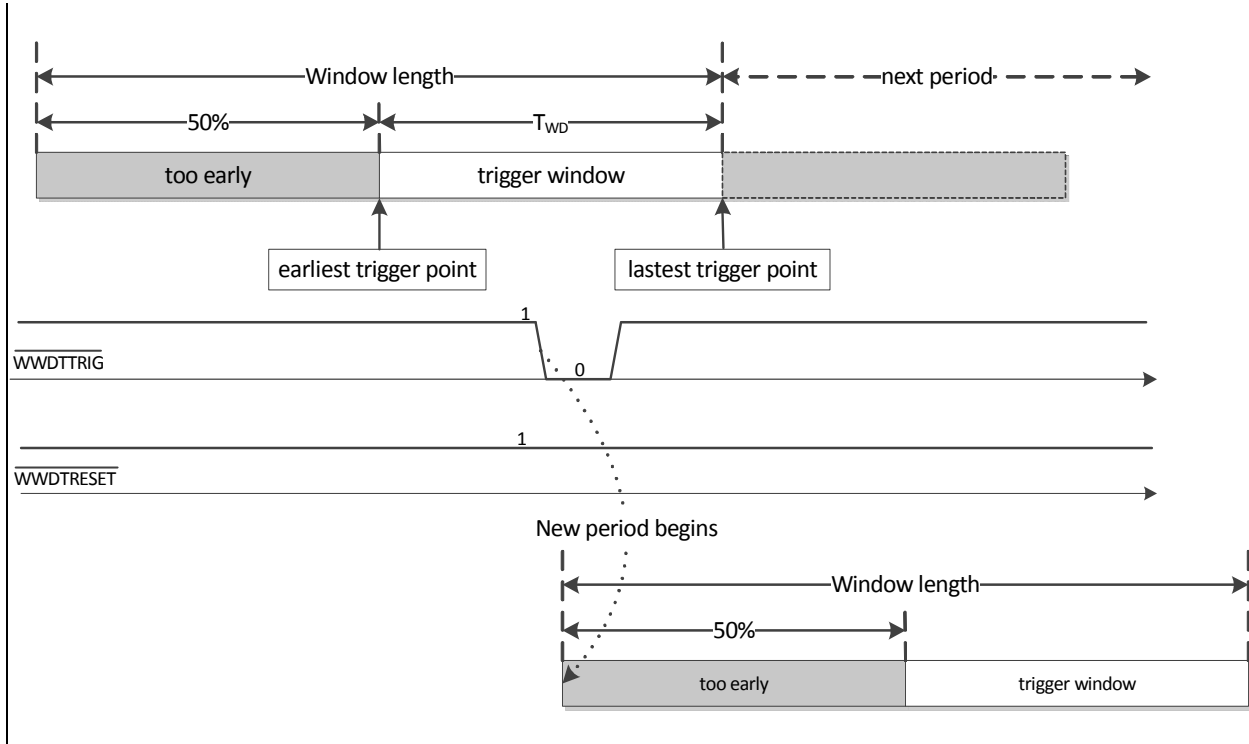 Window length
next period
50%
TWD
too early
trigger window
earliest trigger point
lastest trigger point
1
WWDTTRIG
0
1
WWDTRESET
New period begins
Window length
50%
too early
trigger window